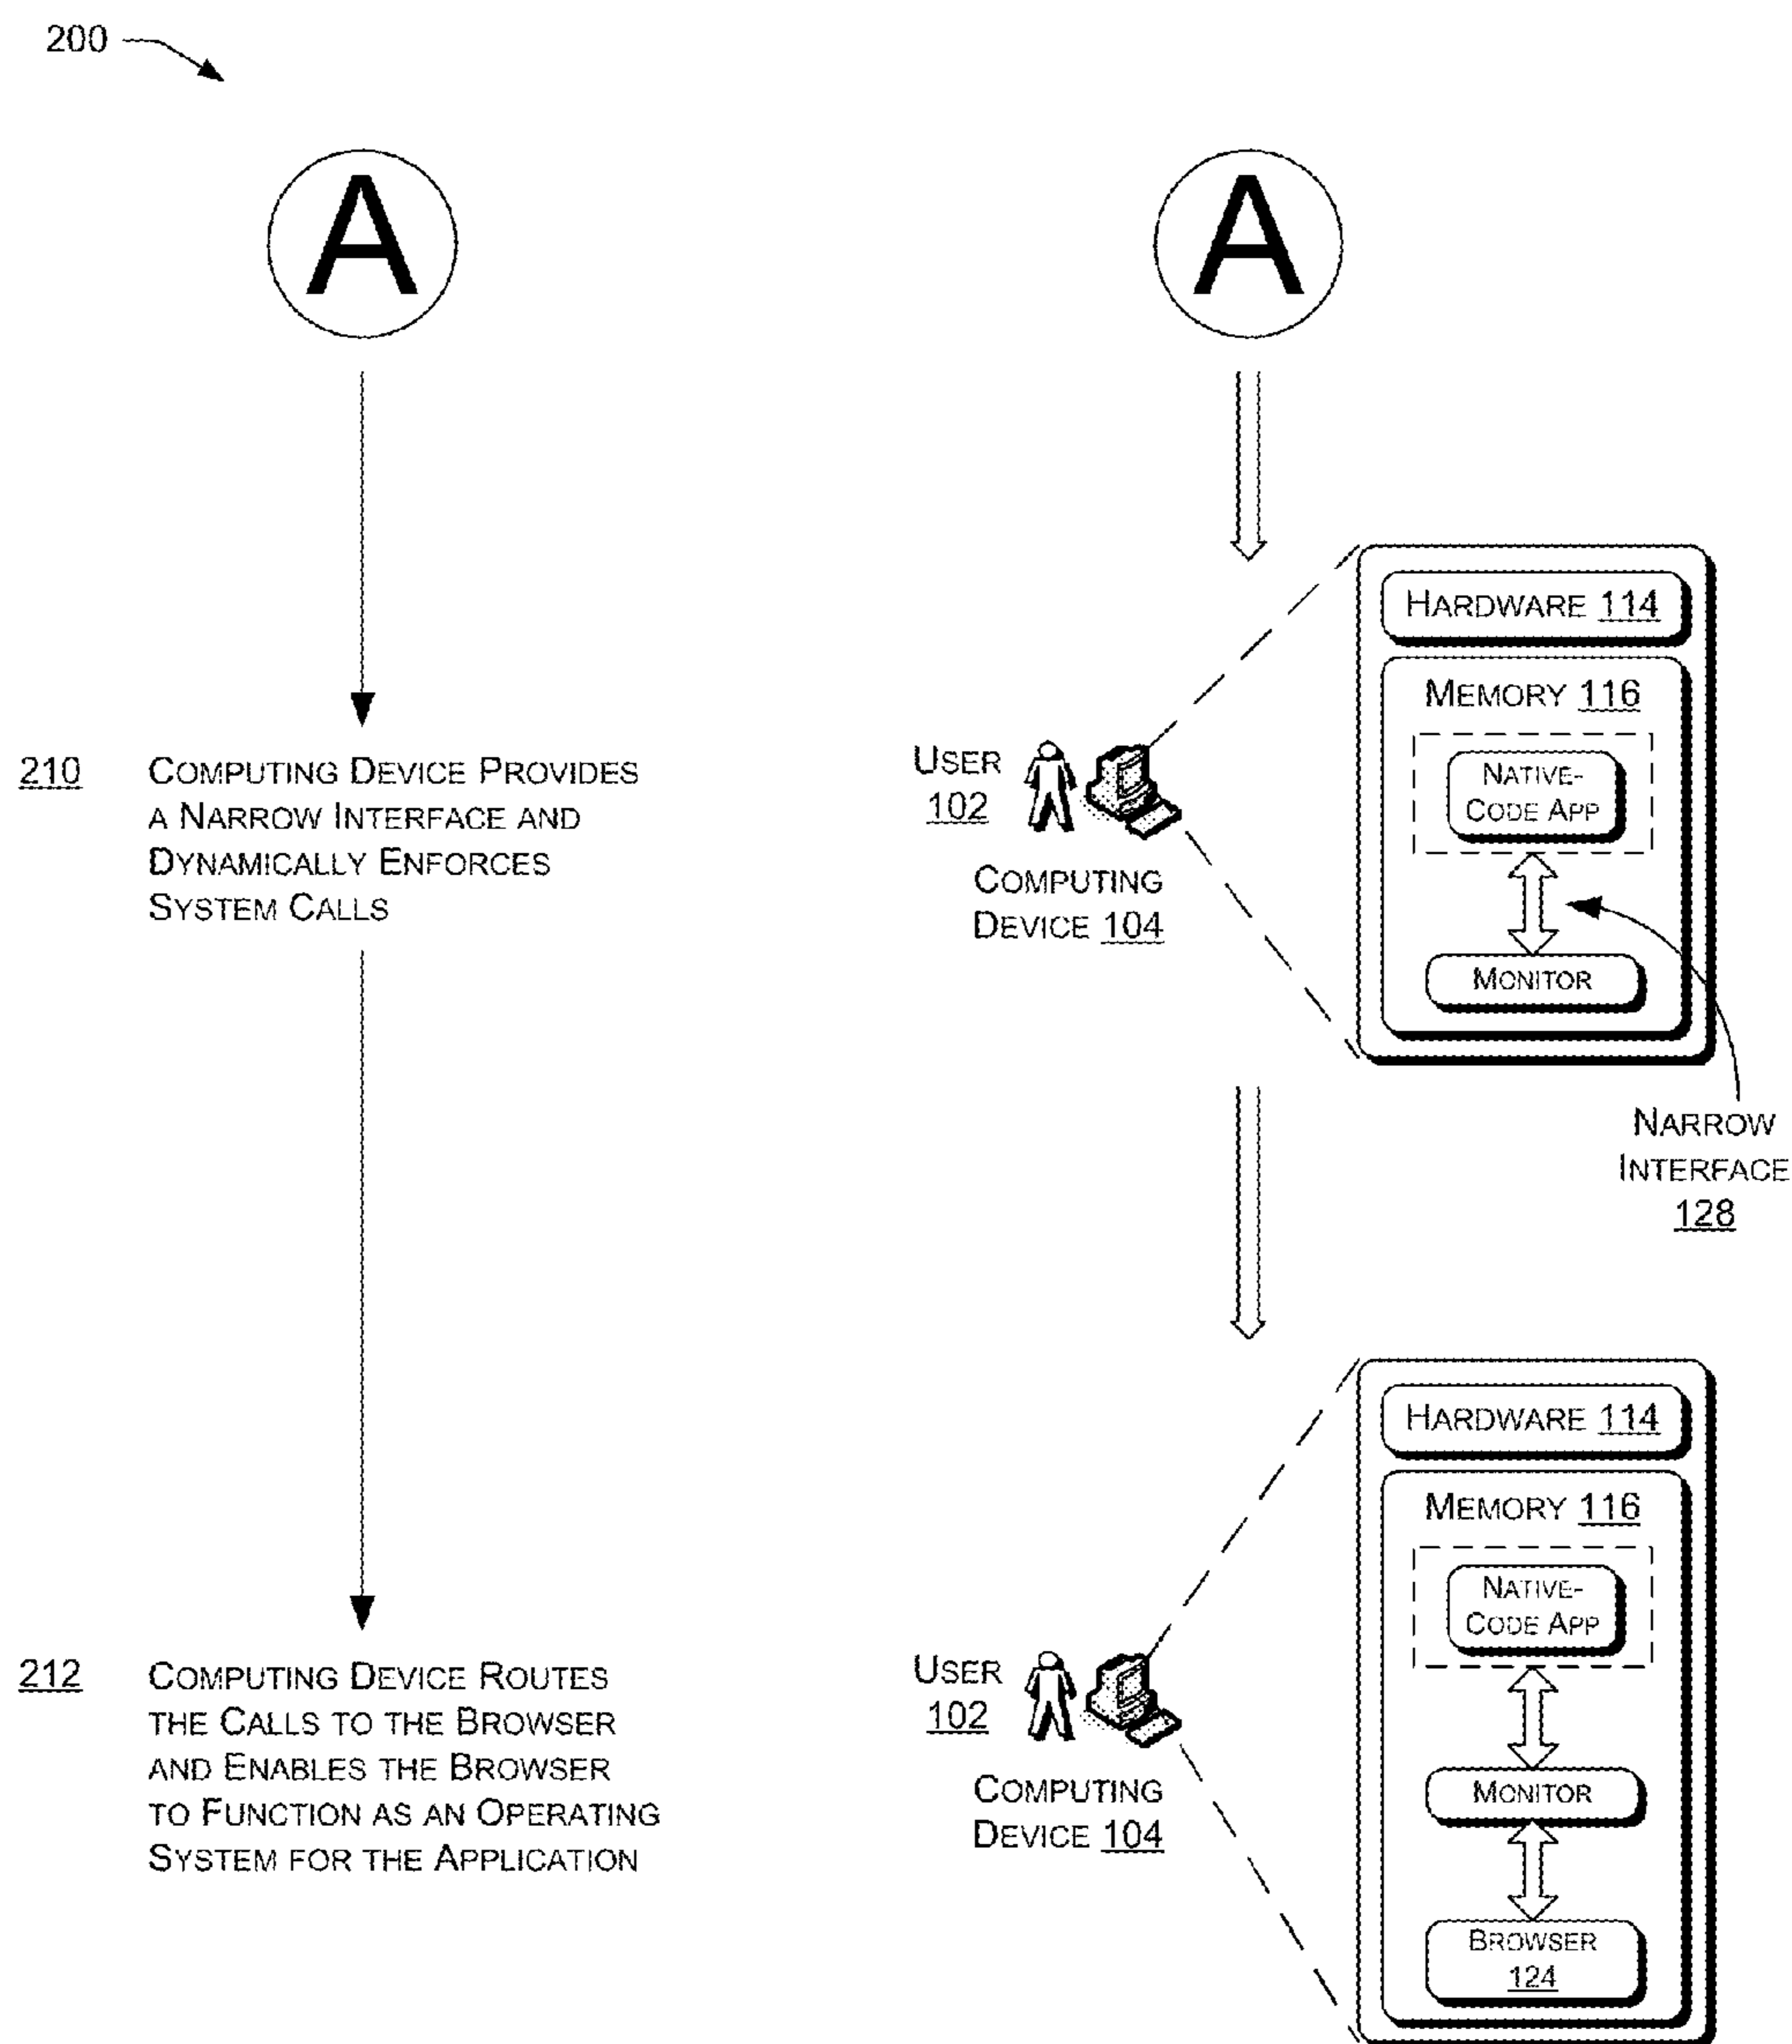 200
A
A
HARDWARE 114
MEMORY 116
NATIVE-
CODE APP
MONITOR
USER
102
COMPUTING
DEVICE 104
210 COMPUTING DEVICE PROVIDES
A NARROW INTERFACE AND
DYNAMICALLY ENFORCES
SYSTEM CALLS
NARROW
INTERFACE
128
HARDWARE 114
MEMORY 116
NATIVE-
CODE APP
MONITOR
BROWSER
124
USER
102
COMPUTING
DEVICE 104
212 COMPUTING DEVICE ROUTES
THE CALLS TO THE BROWSER
AND ENABLES THE BROWSER
TO FUNCTION AS AN OPERATING
SYSTEM FOR THE APPLICATION